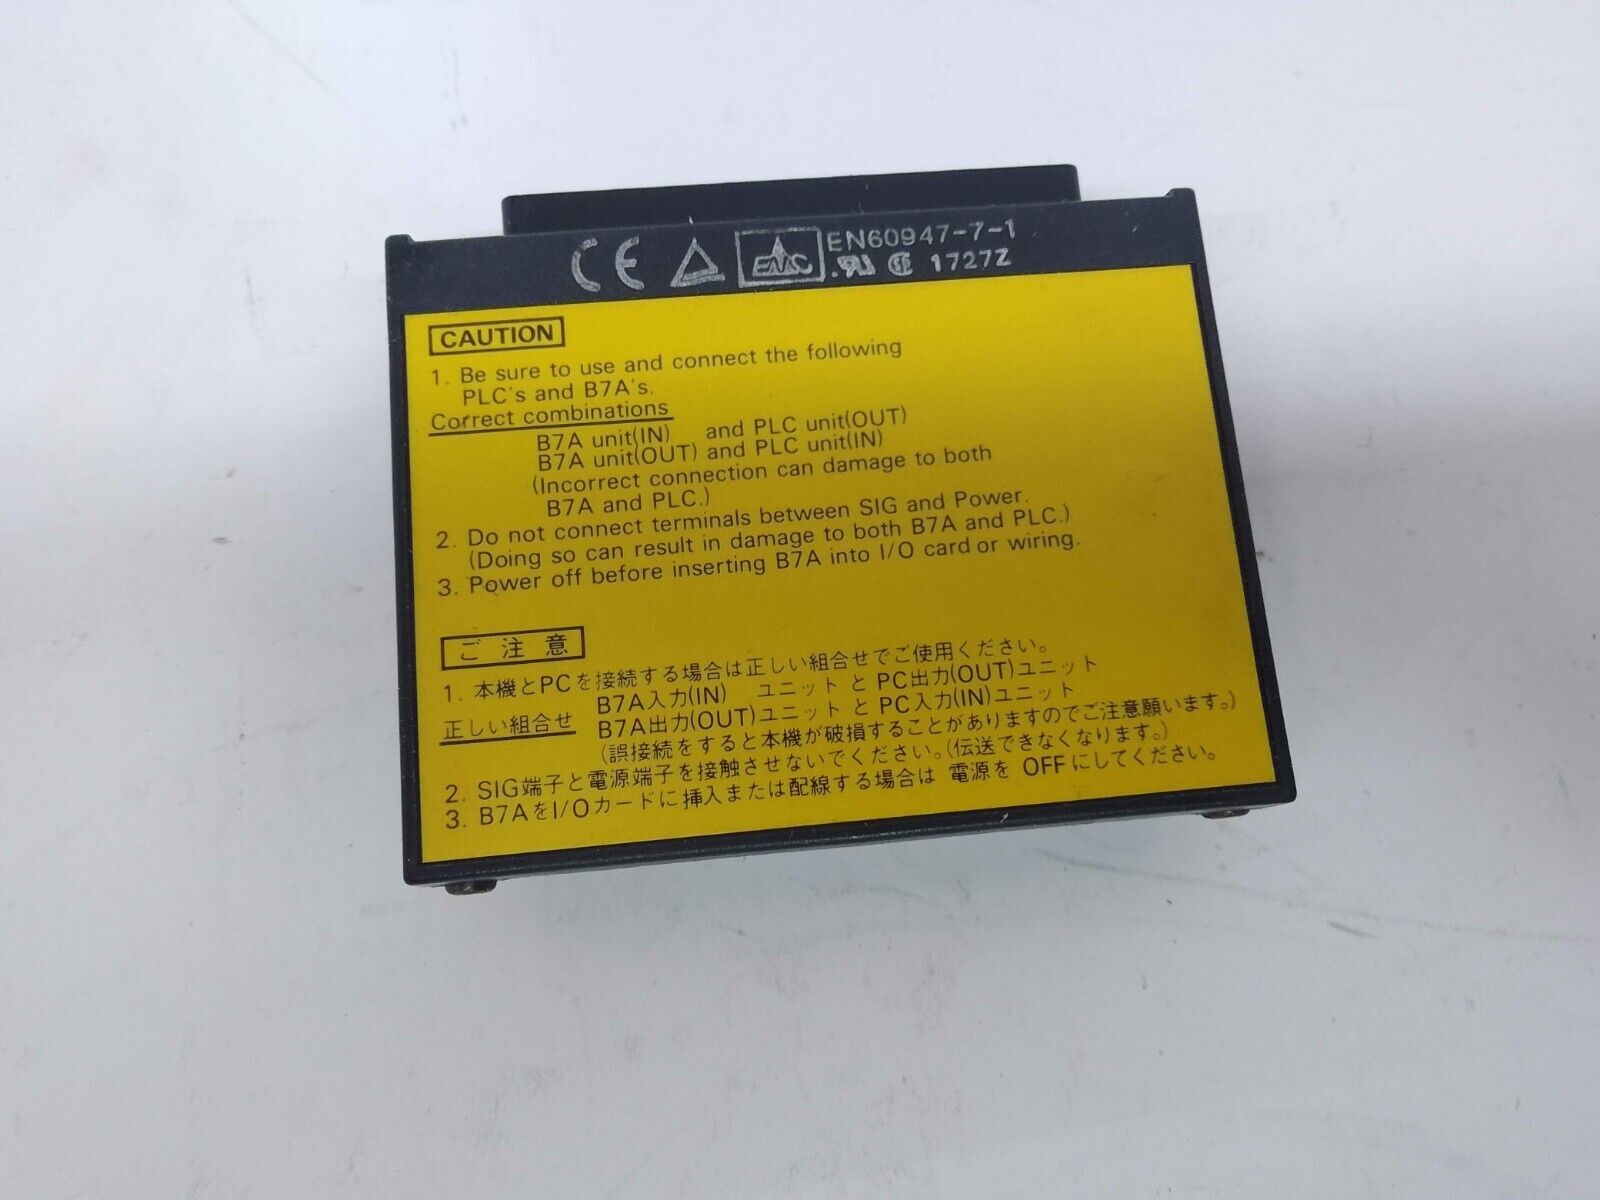 CE EMC EN60947-7-1
1727Z
CAUTION
1. Be sure to use and connect the following
PLC's and B7A's.
Correct combinations
B7A unit(IN) and PLC unit(OUT)
B7A unit(OUT) and PLC unit(IN)
(Incorrect connection can damage to both
B7A and PLC.)
2. Do not connect terminals between SIG and Power.
(Doing so can result in damage to both B7A and PLC.)
3. Power off before inserting B7A into I/O card or wiring.
ご注意
1. 本機とPCを接続する場合は正しい組合せでご使用ください。
B7A入力(IN) ユニットとPC出力(OUT)ユニット
正しい組合せ B7A出力(OUT)ユニットとPC入力(IN)ユニット
(誤接続をすると本機が破損することがありますのでご注意願います。)
2. SIG端子と電源端子を接触させないでください。(伝送できなくなります。)
3. B7AをI/Oカードに挿入または配線する場合は 電源を OFFにしてください。